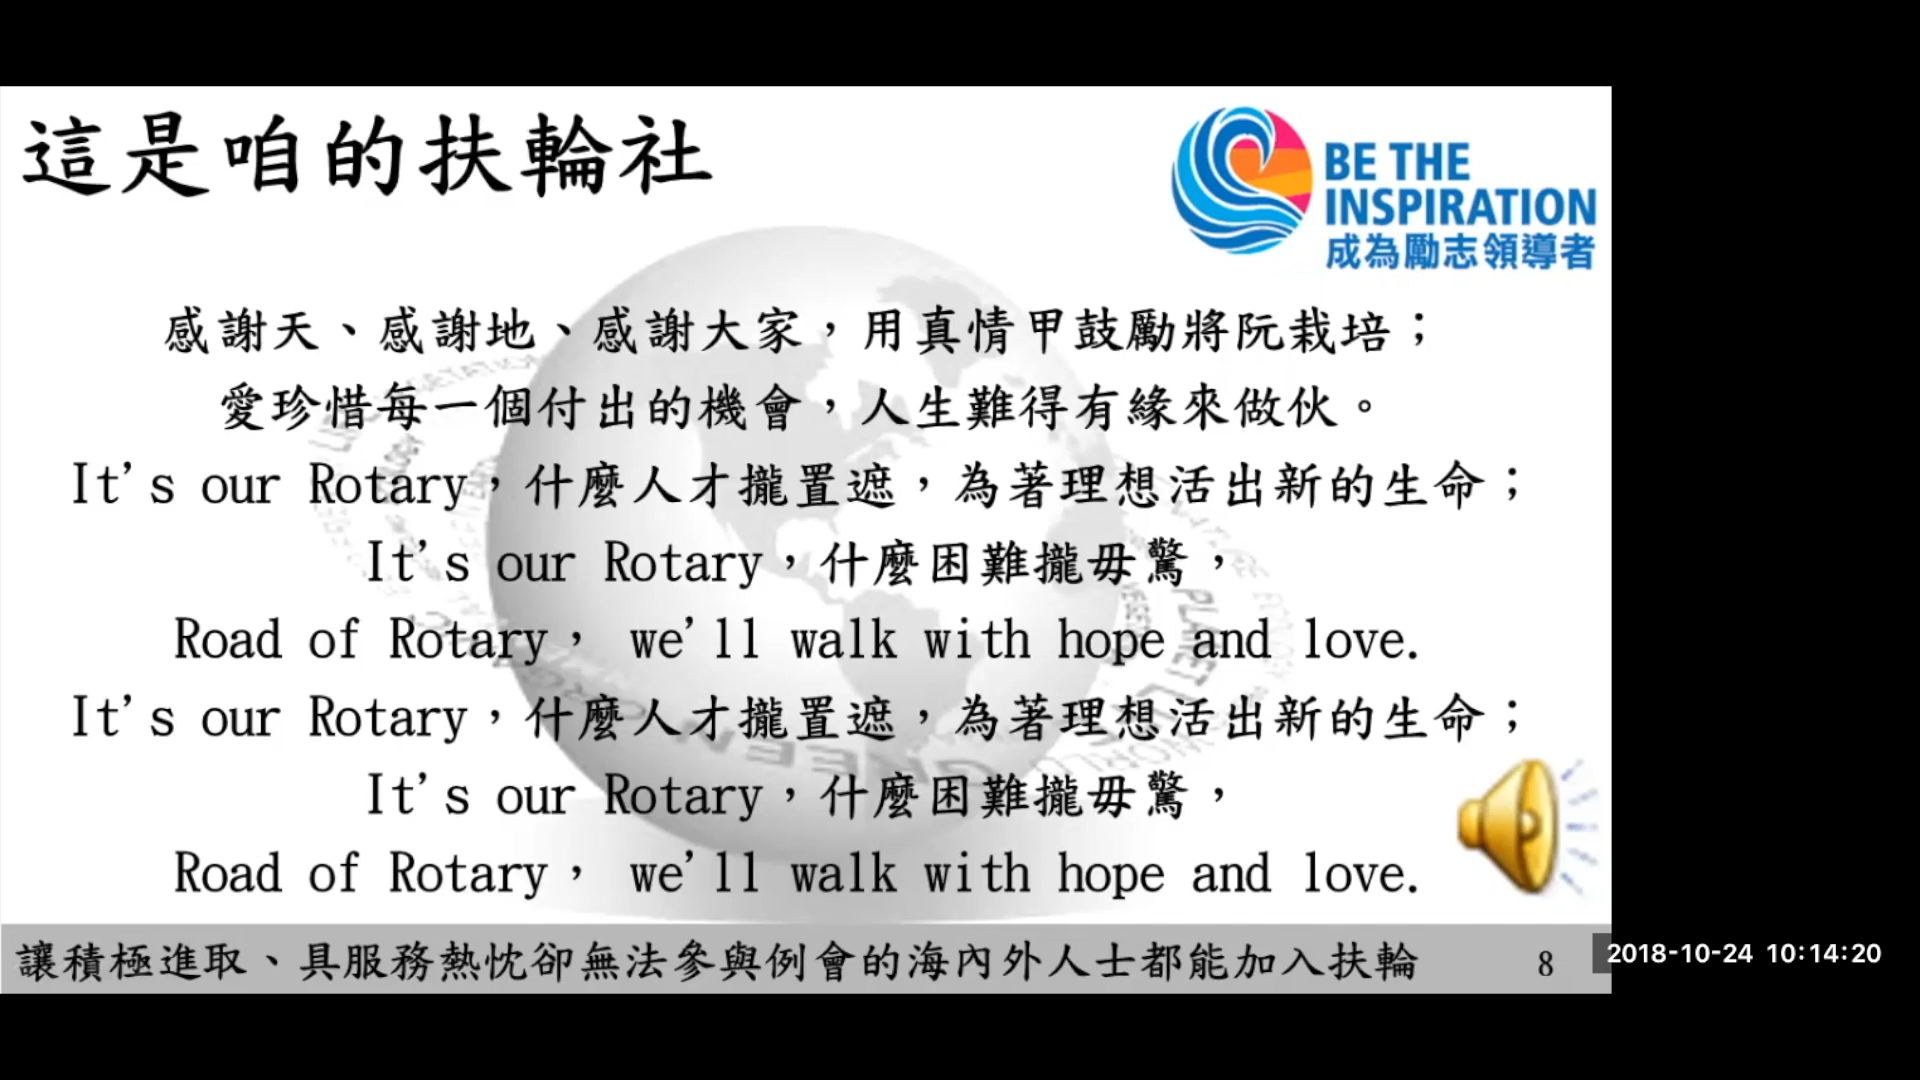 這是咱的扶輪社
BE THE
INSPIRATION
成為勵志領導者
感謝天、感謝地、感謝大家，用真情甲鼓勵將阮栽培；
愛珍惜每一個付出的機會，人生難得有緣來做伙。
It's our Rotary，什麼人才攏置遮，為著理想活出新的生命；
It's our Rotary，什麼困難攏毋驚，
Road of Rotary， we'll walk with hope and love.
It's our Rotary，什麼人才攏置遮，為著理想活出新的生命；
It's our Rotary，什麼困難攏毋驚，
Road of Rotary， we'll walk with hope and love.
讓積極進取、具服務熱忱卻無法參與例會的海內外人士都能加入扶輪
8
2018-10-24 10:14:20